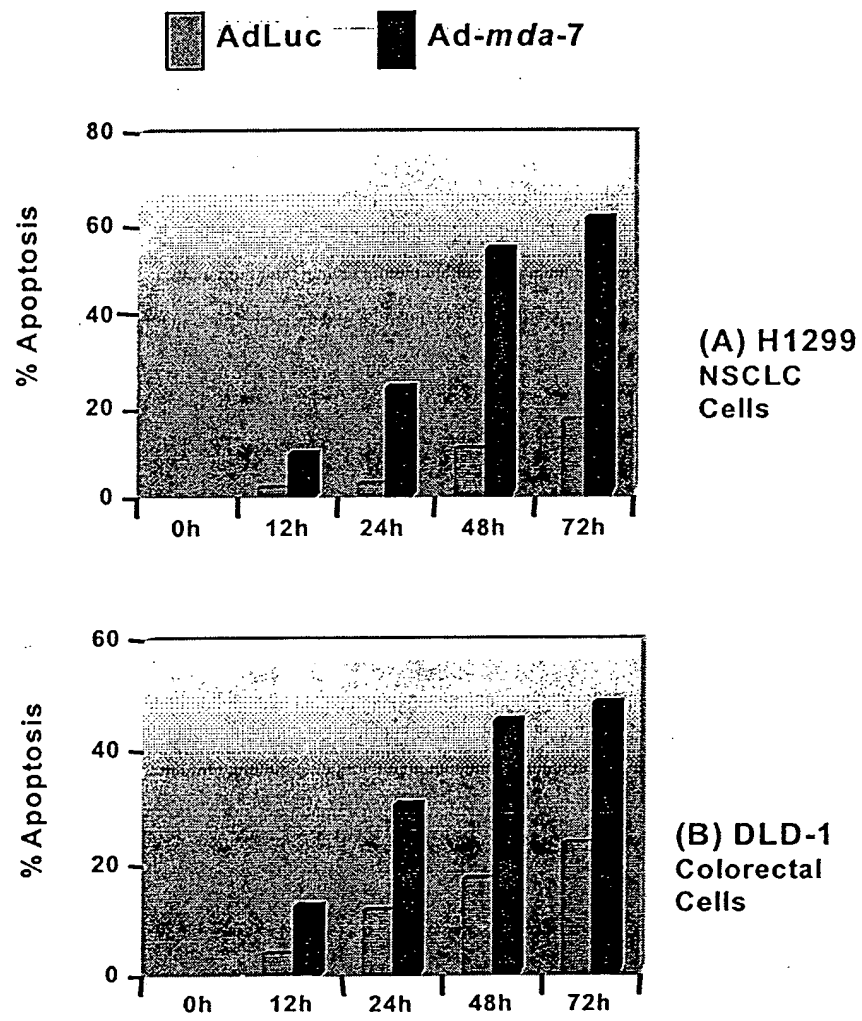 AdLuc Ad-mda-7
80
60
40
20
0
% Apoptosis
0h 12h 24h 48h 72h
(A) H1299
NSCLC
Cells
60
40
20
0
% Apoptosis
0h 12h 24h 48h 72h
(B) DLD-1
Colorectal
Cells